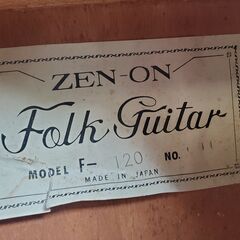 ZEN-ON
Folk Guitar
MODEL F- 120 NO.
MADE IN JAPAN